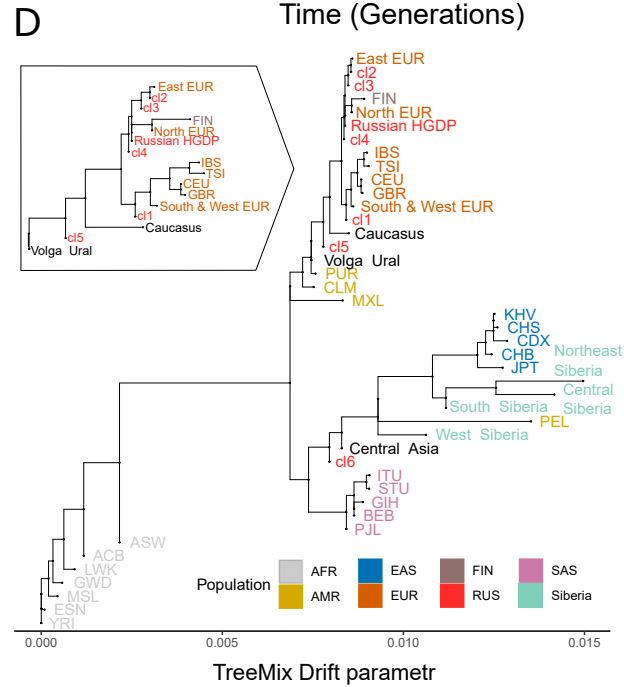 D
Time (Generations)
East EUR
cl2
cl3
FIN
North EUR
Russian HGDP
cl4
IBS
TSI
CEU
GBR
South & West EUR
cl1
Caucasus
cl5
Volga Ural
East EUR
cl2
cl3
FIN
North EUR
Russian HGDP
cl4
IBS
TSI
CEU
GBR
South & West EUR
cl1
Caucasus
cl5
Volga Ural
PUR
CLM
MXL
KHV
CHS
CDX
CHB
JPT
Northeast
Siberia
Central
Siberia
South Siberia
PEL
West Siberia
Central Asia
cl6
ITU
STU
GIH
BEB
PJL
ASW
ACB
LWK
GWD
MSL
ESN
YRI
Population
AFR
EAS
FIN
SAS
AMR
EUR
RUS
Siberia
0.000
0.005
0.010
0.015
TreeMix Drift parametr